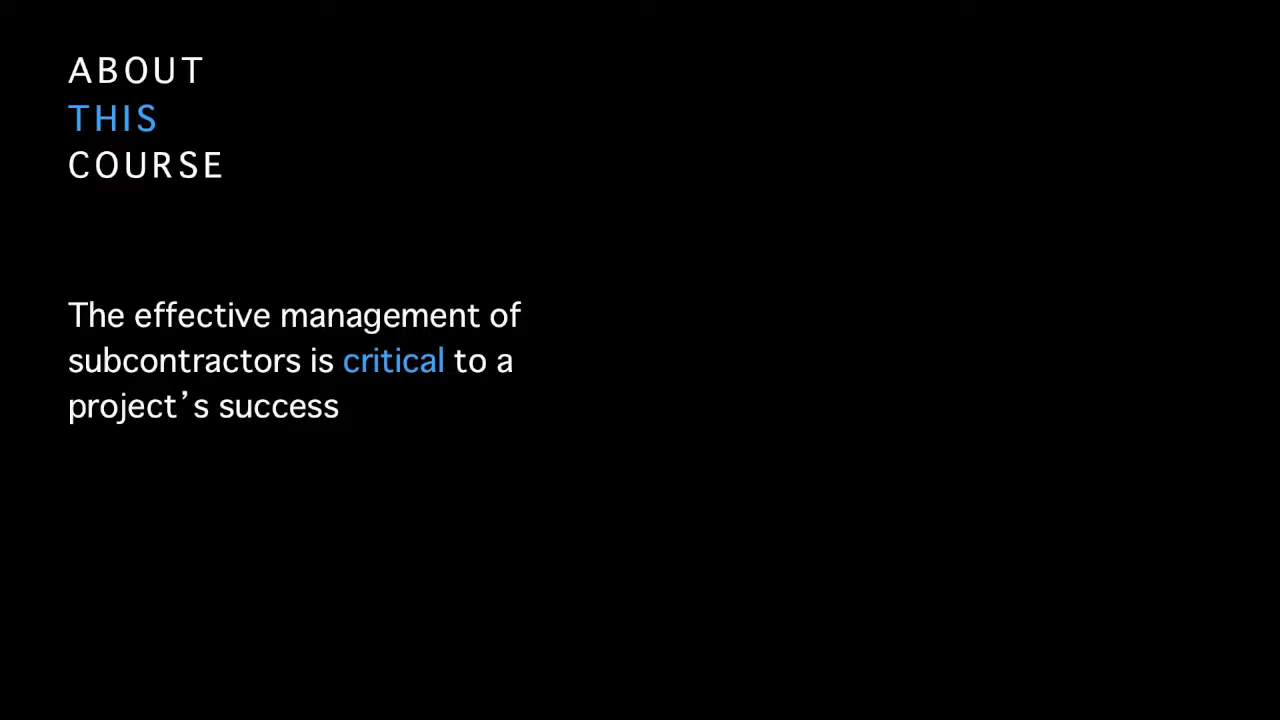 ABOUT
THIS
COURSE
The effective management of
subcontractors is critical to a
project’s success